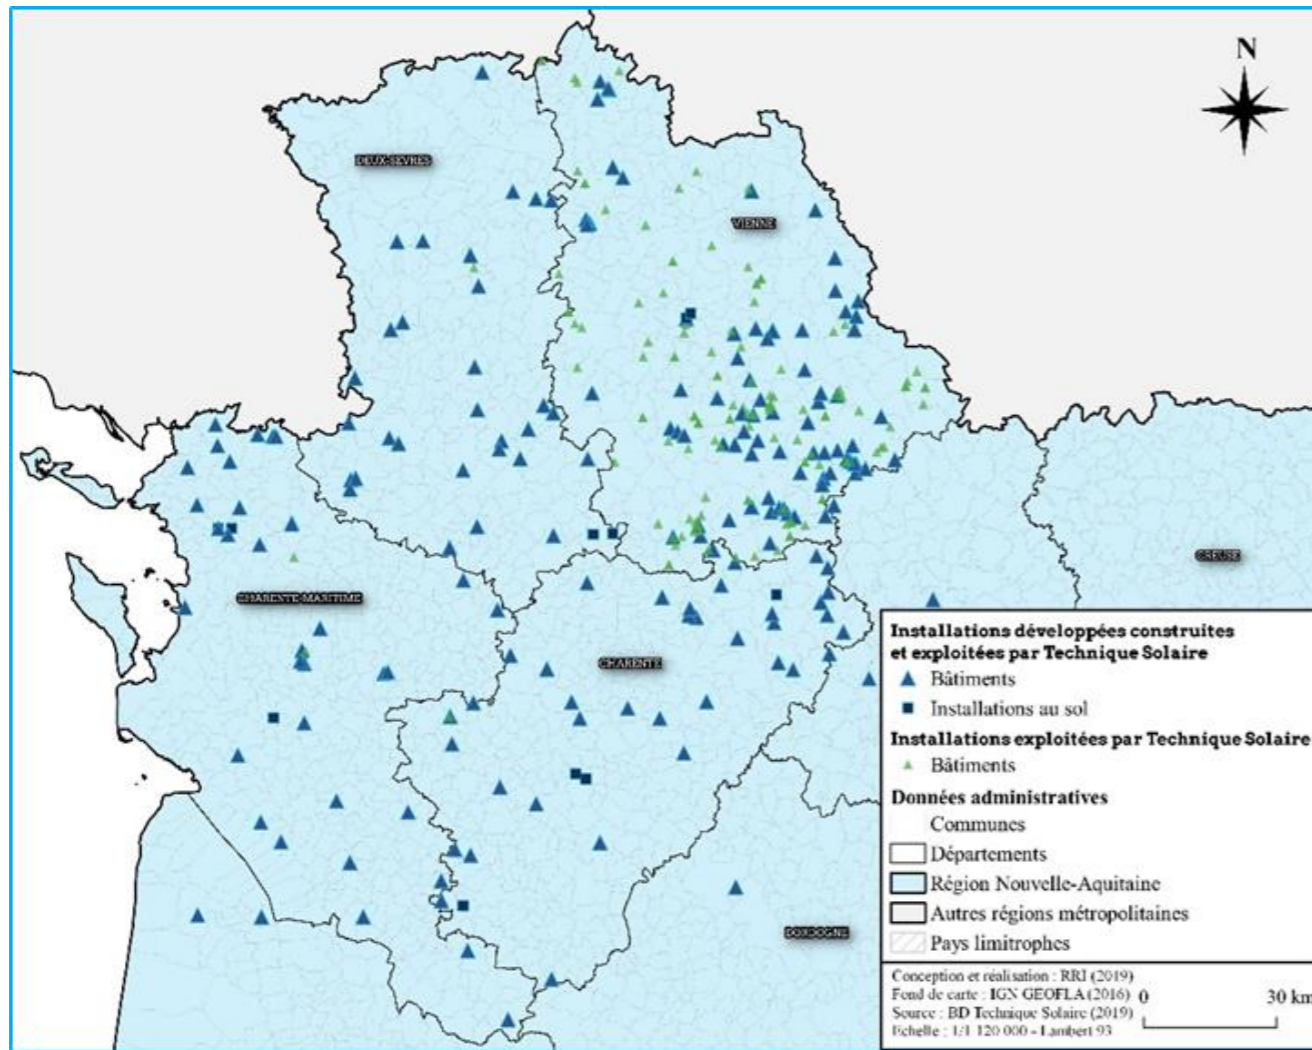 N
DEUX-SEVRES
VIENNE
CREUSE
CHARENTE-MARITIME
CHARENTE
DORDOGNE
Installations développées construites
et exploitées par Technique Solaire
Bâtiments
Installations au sol
Installations exploitées par Technique Solaire
Bâtiments
Données administratives
Communes
Départements
Région Nouvelle-Aquitaine
Autres régions métropolitaines
Pays limitrophes
Conception et réalisation : RRI (2019)
Fond de carte : IGN GEOFLA (2016)
Source : BD Technique Solaire (2019)
Echelle : 1/1 120 000 - Lambert 93
0 30 km